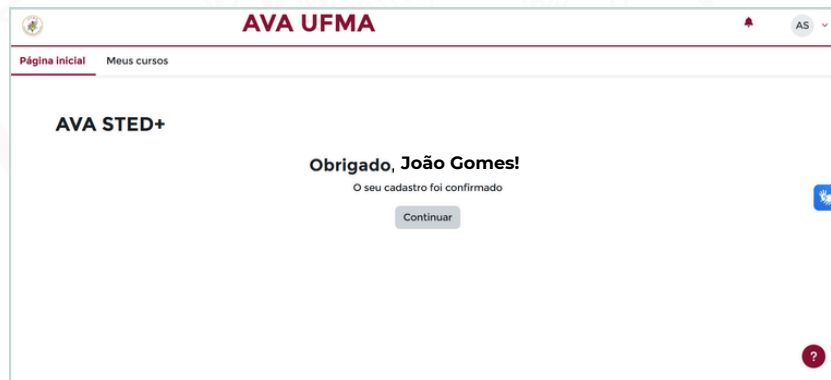 AVA UFMA
AS
Página inicial Meus cursos
AVA STED+
Obrigado, João Gomes!
O seu cadastro foi confirmado
Continuar
?